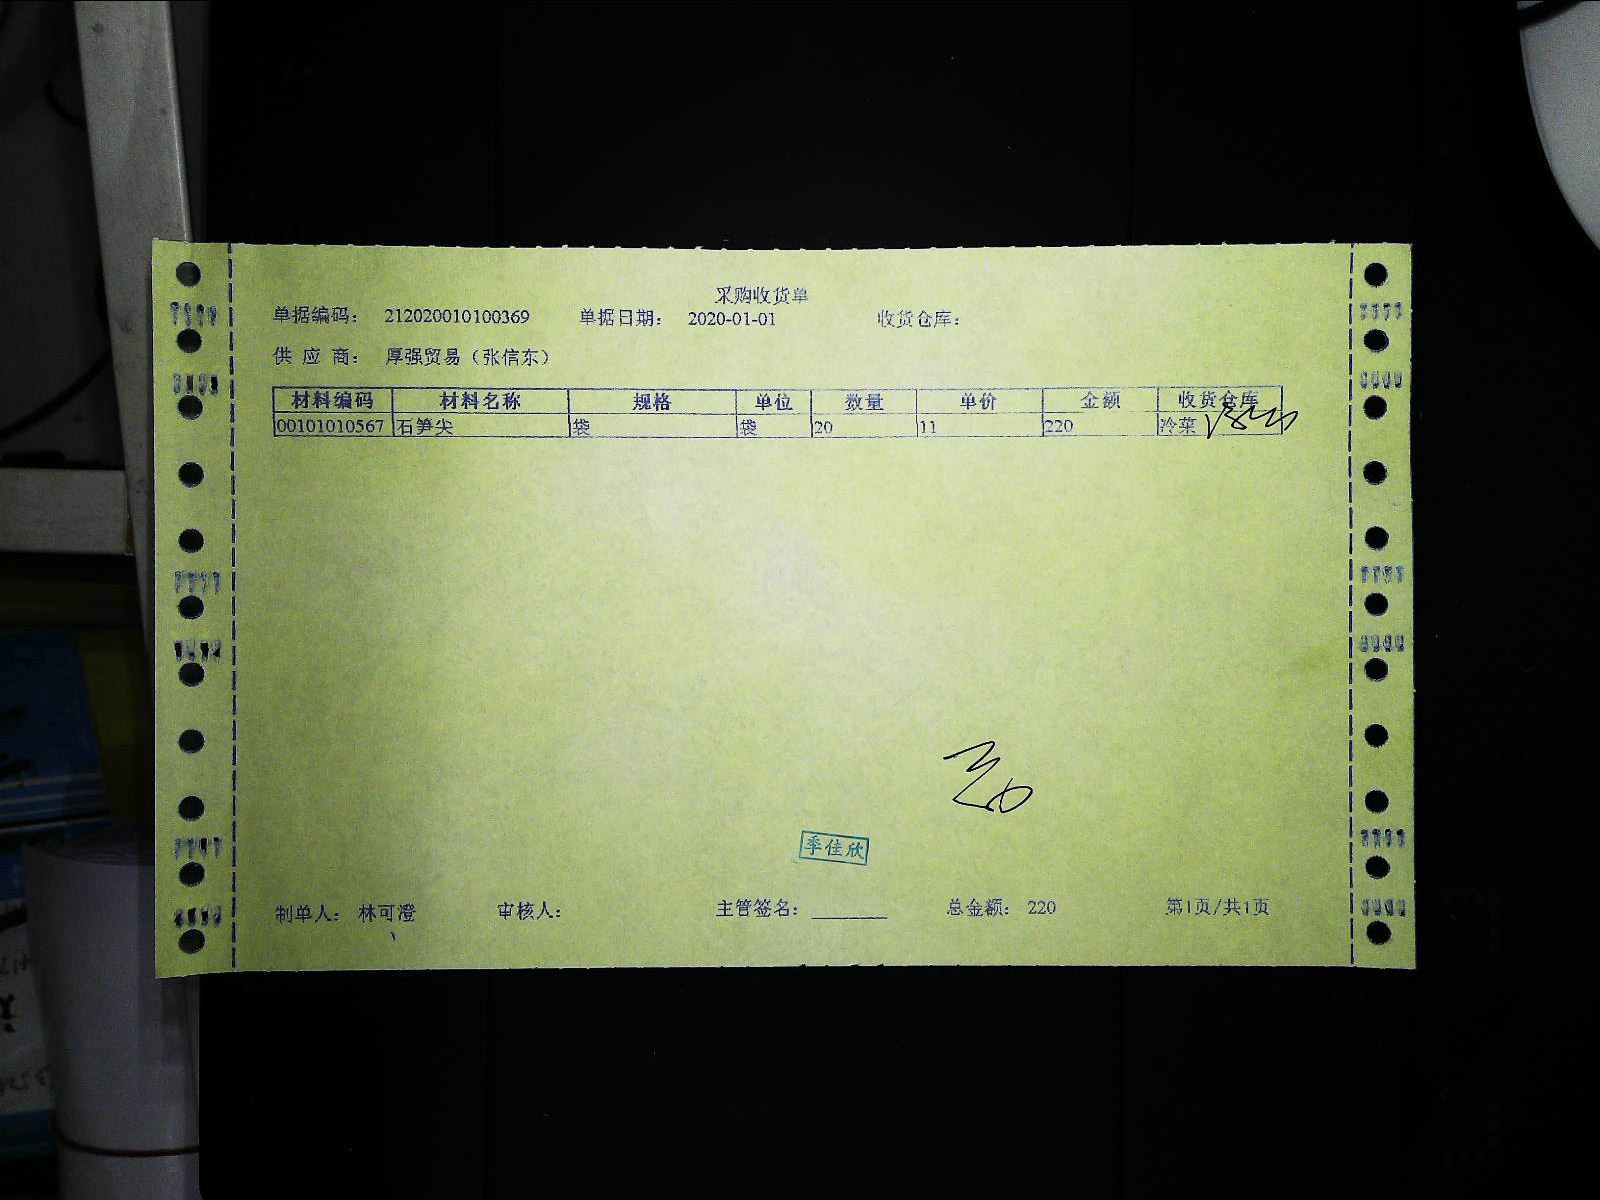 采购收货单
单据编码： 212020010100369 单据日期： 2020-01-01 收货仓库：
供 应 商： 厚强贸易（张信东）
材料编码 材料名称 规格 单位 数量 单价 金额 收货仓库
00101010567 石笋尖 袋 袋 20 11 220 冷菜
季佳欣
制单人： 林可澄 审核人： 主管签名： ________ 总金额： 220 第1页/共1页